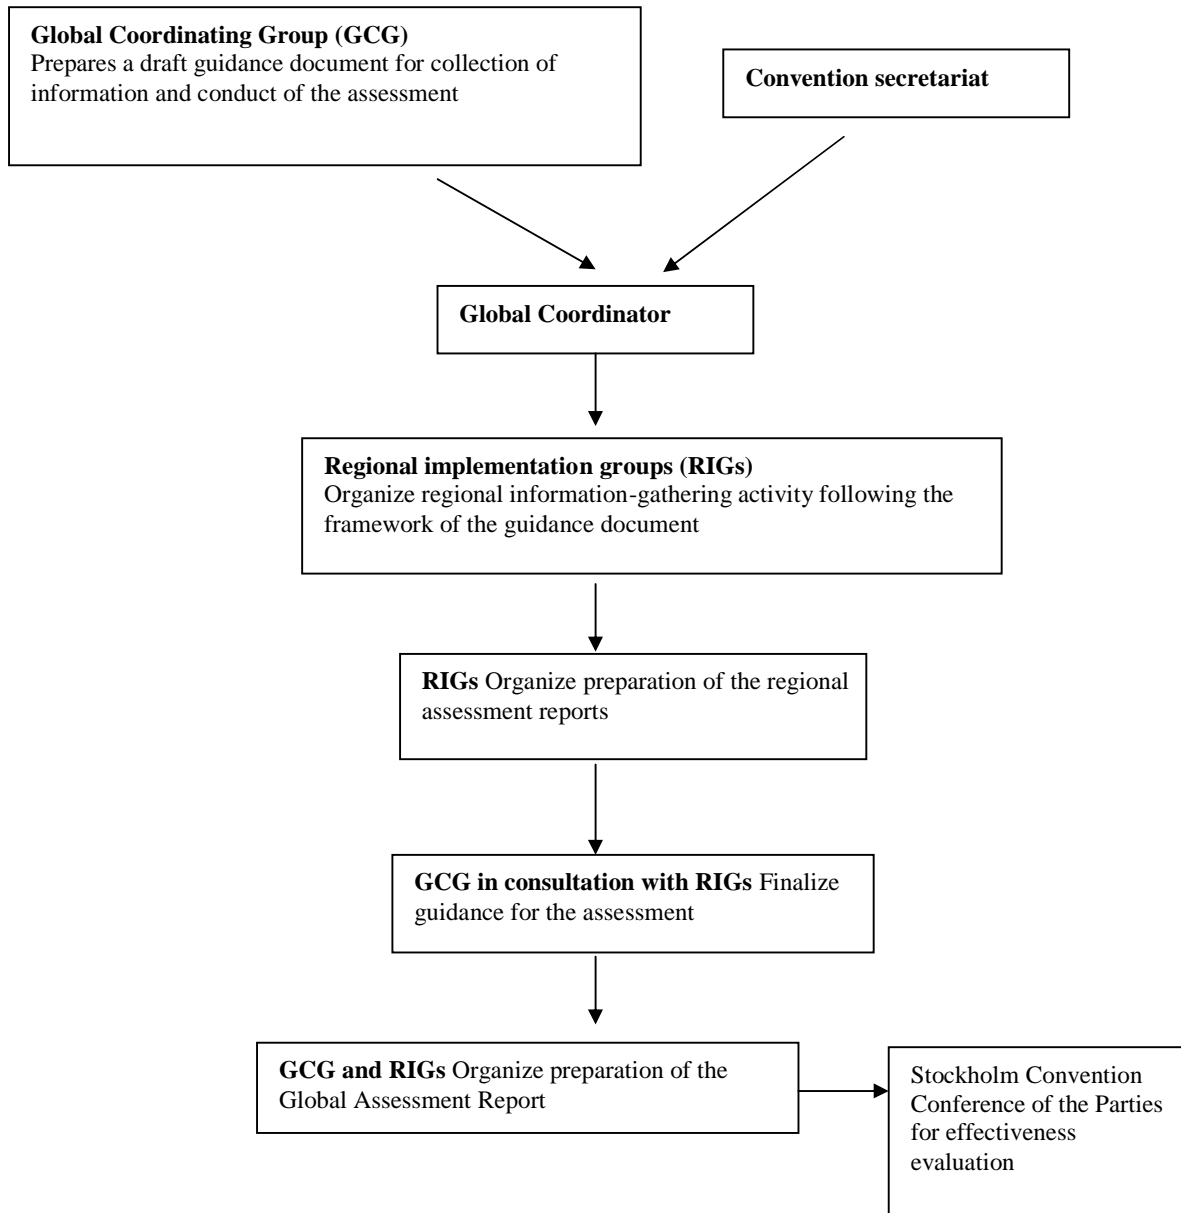 Global Coordinating Group (GCG)
Prepares a draft guidance document for collection of
information and conduct of the assessment
Convention secretariat
Global Coordinator
Regional implementation groups (RIGs)
Organize regional information-gathering activity following the
framework of the guidance document
RIGs Organize preparation of the regional
assessment reports
GCG in consultation with RIGs Finalize
guidance for the assessment
GCG and RIGs Organize preparation of the
Global Assessment Report
Stockholm Convention
Conference of the Parties
for effectiveness
evaluation